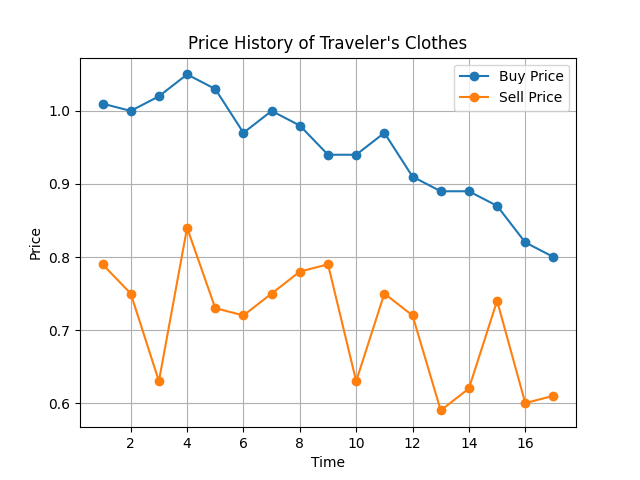 Price History of Traveler's Clothes
Buy Price
Sell Price
1.0
0.9
0.8
0.7
0.6
Price
2 4 6 8 10 12 14 16
Time